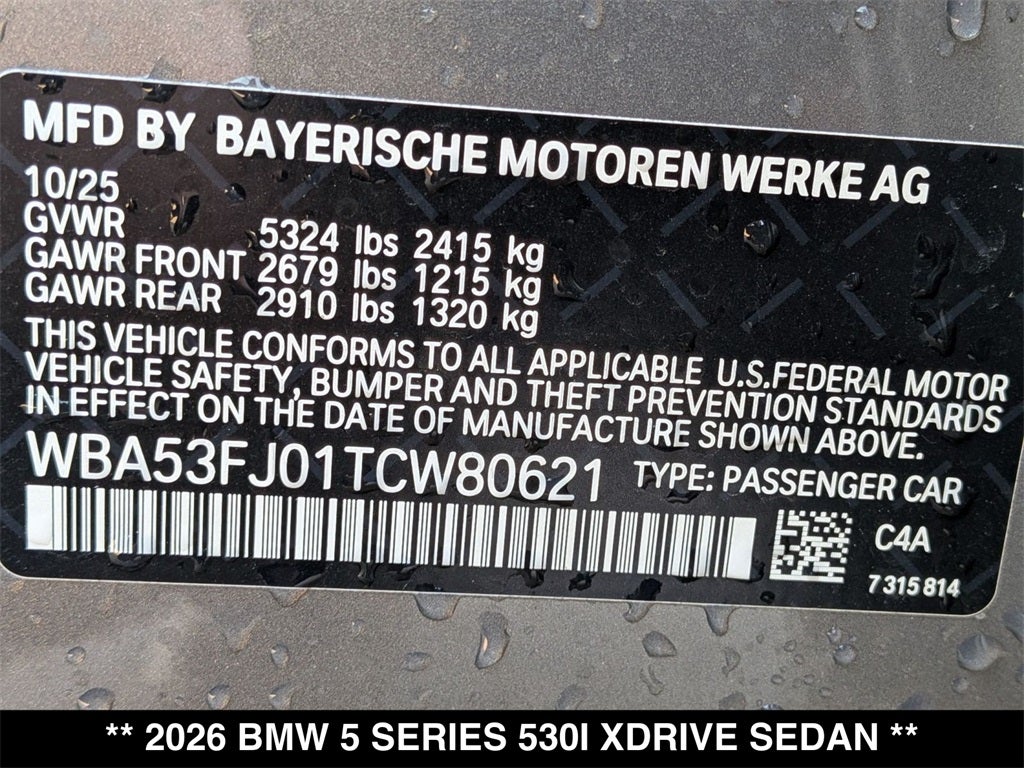 MFD BY BAYERISCHE MOTOREN WERKE AG
10/25
GVWR 5324 lbs 2415 kg
GAWR FRONT 2679 lbs 1215 kg
GAWR REAR 2910 lbs 1320 kg
THIS VEHICLE CONFORMS TO ALL APPLICABLE U.S.FEDERAL MOTOR
VEHICLE SAFETY, BUMPER AND THEFT PREVENTION STANDARDS
IN EFFECT ON THE DATE OF MANUFACTURE SHOWN ABOVE.
WBA53FJ01TCW80621 TYPE: PASSENGER CAR
C4A
7315814
** 2026 BMW 5 SERIES 530I XDRIVE SEDAN **